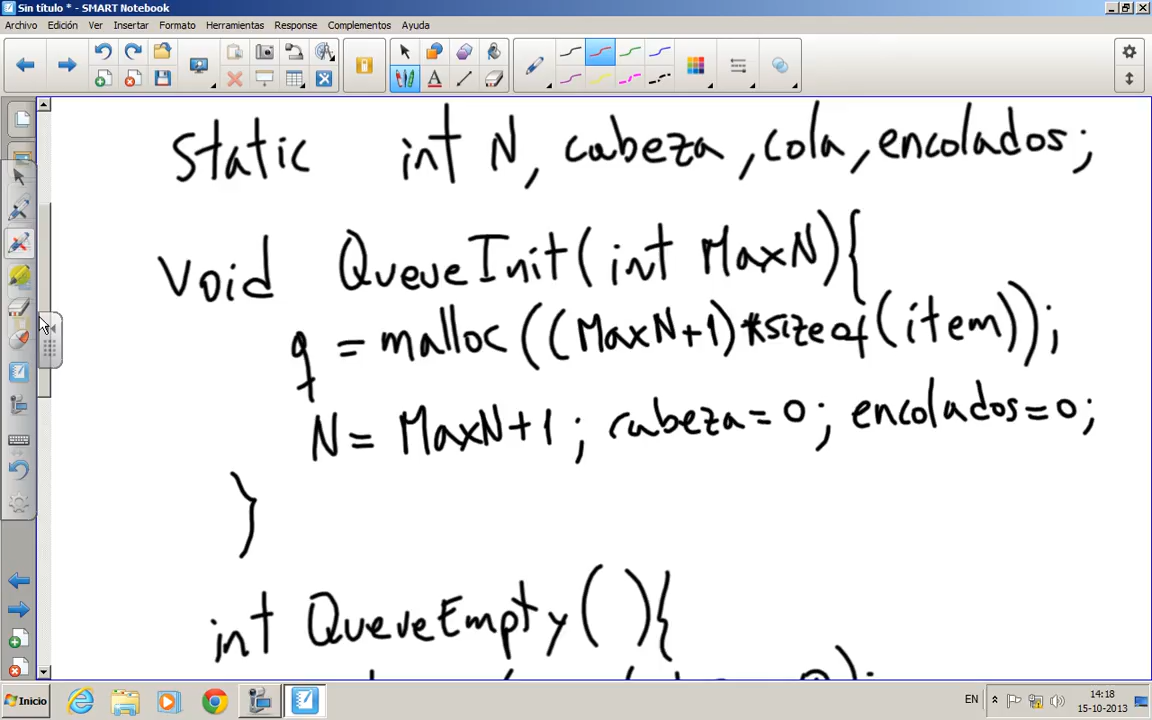 Sin título * - SMART Notebook
Archivo Edición Ver Insertar Formato Herramientas Response Complementos Ayuda
static int N, cabeza, cola, encolados;
void QueueInit(int MaxN){
q = malloc((MaxN+1)*sizeof(item));
N= MaxN+1; cabeza=0; encolados=0;
}
int QueueEmpty(){
Inicio
EN
14:18
15-10-2013